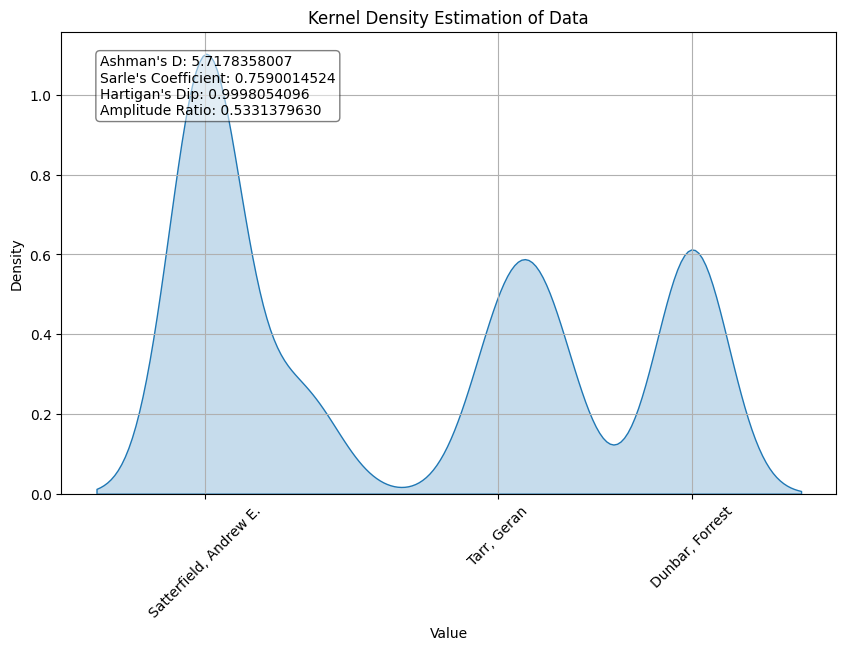 Kernel Density Estimation of Data
Ashman's D: 5.7178358007
Sarle's Coefficient: 0.7590014524
Hartigan's Dip: 0.9998054096
Amplitude Ratio: 0.5331379630
Density
1.0
0.8
0.6
0.4
0.2
0.0
Satterfield, Andrew E.
Tarr, Geran
Dunbar, Forrest
Value